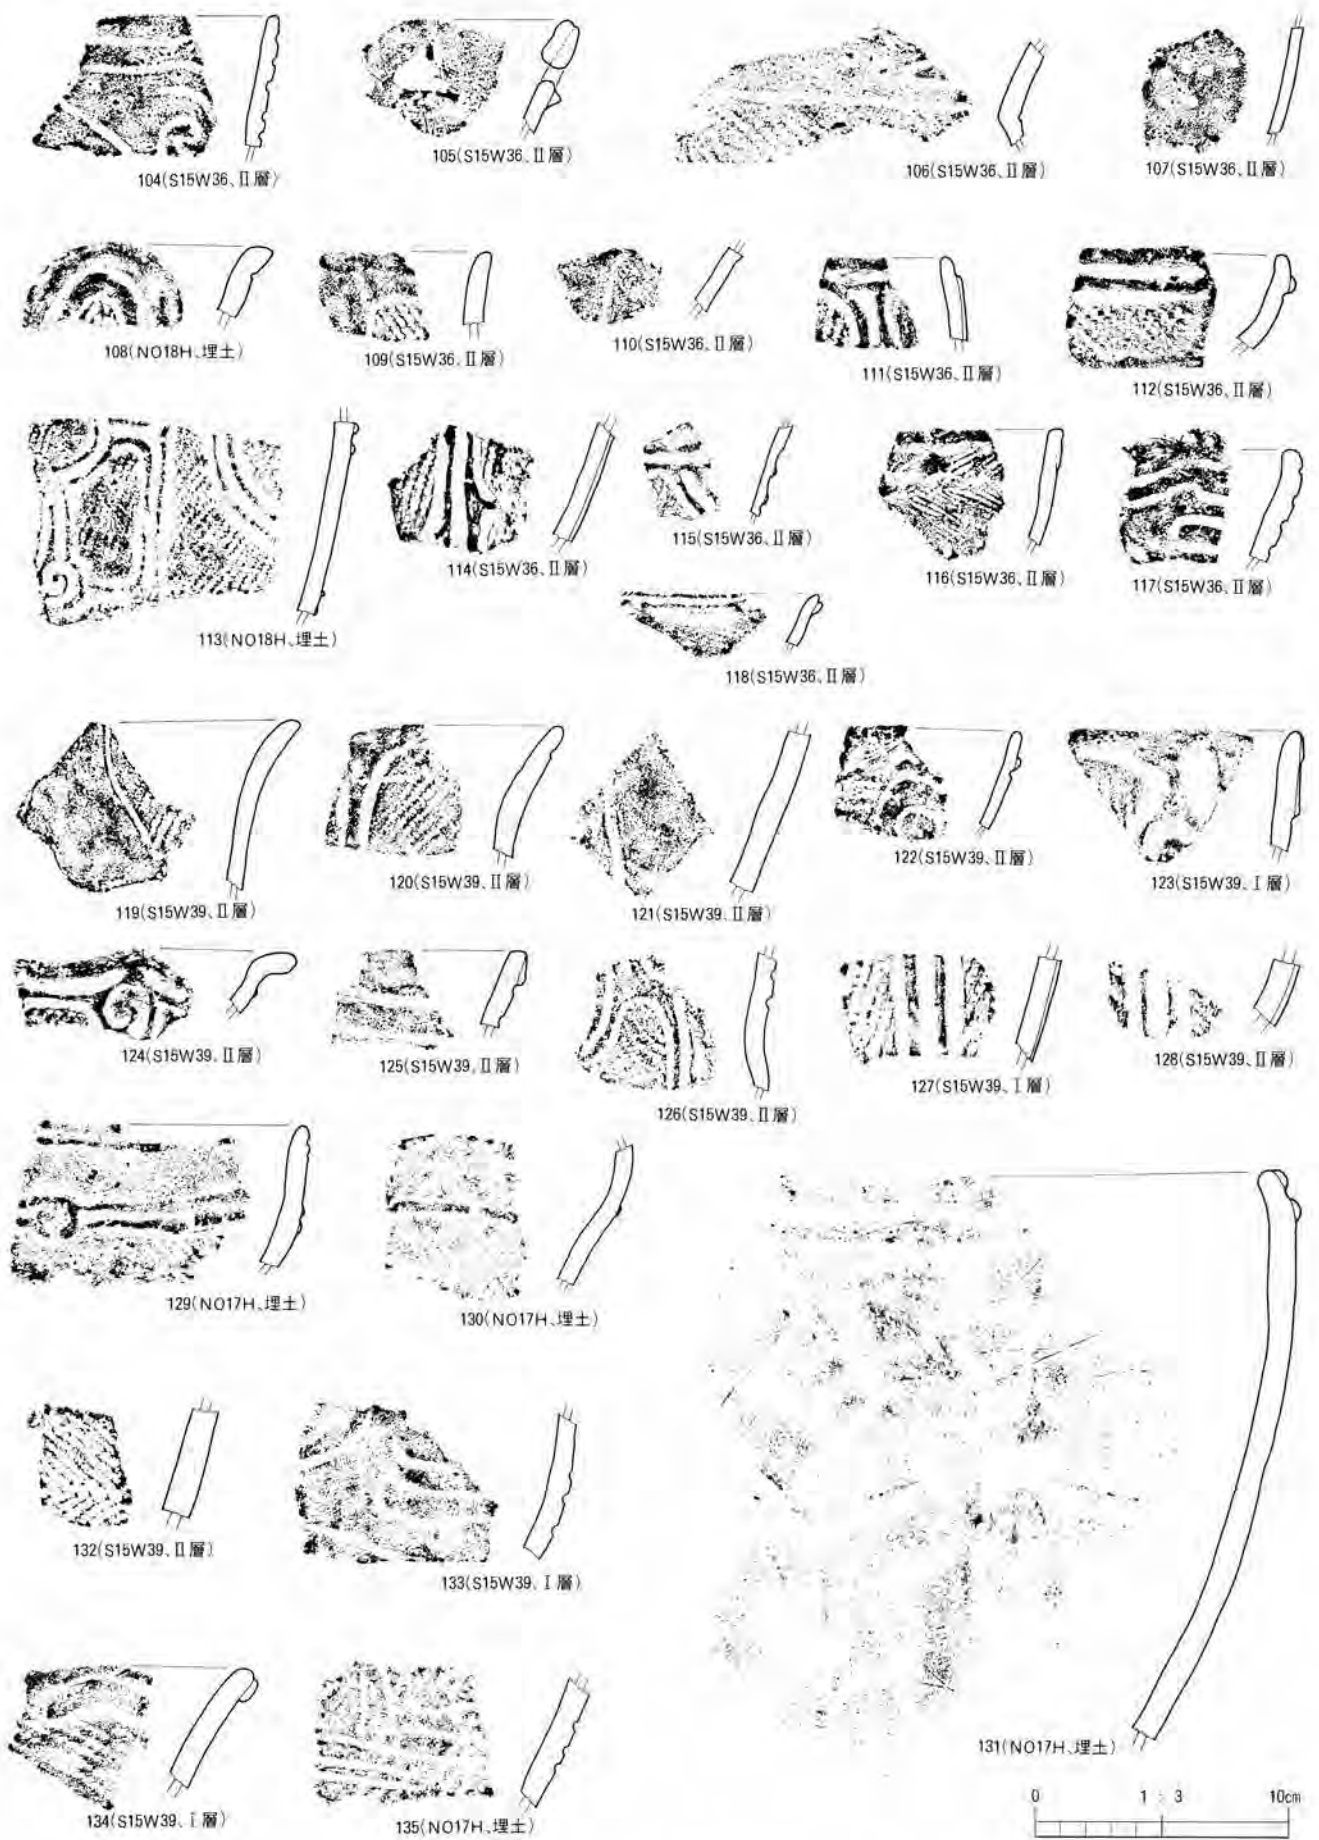 104(S15W36、II層)
105(S15W36、II層)
106(S15W36、II層)
107(S15W36、II層)
108(NO18H、埋土)
109(S15W36、II層)
110(S15W36、II層)
111(S15W36、II層)
112(S15W36、II層)
113(NO18H、埋土)
114(S15W36、II層)
115(S15W36、II層)
116(S15W36、II層)
117(S15W36、II層)
118(S15W36、II層)
119(S15W39、II層)
120(S15W39、II層)
121(S15W39、II層)
122(S15W39、II層)
123(S15W39、I層)
124(S15W39、II層)
125(S15W39、II層)
126(S15W39、II層)
127(S15W39、I層)
128(S15W39、II層)
129(NO17H、埋土)
130(NO17H、埋土)
131(NO17H、埋土)
132(S15W39、II層)
133(S15W39、I層)
134(S15W39、I層)
135(NO17H、埋土)
0 1:3 10cm